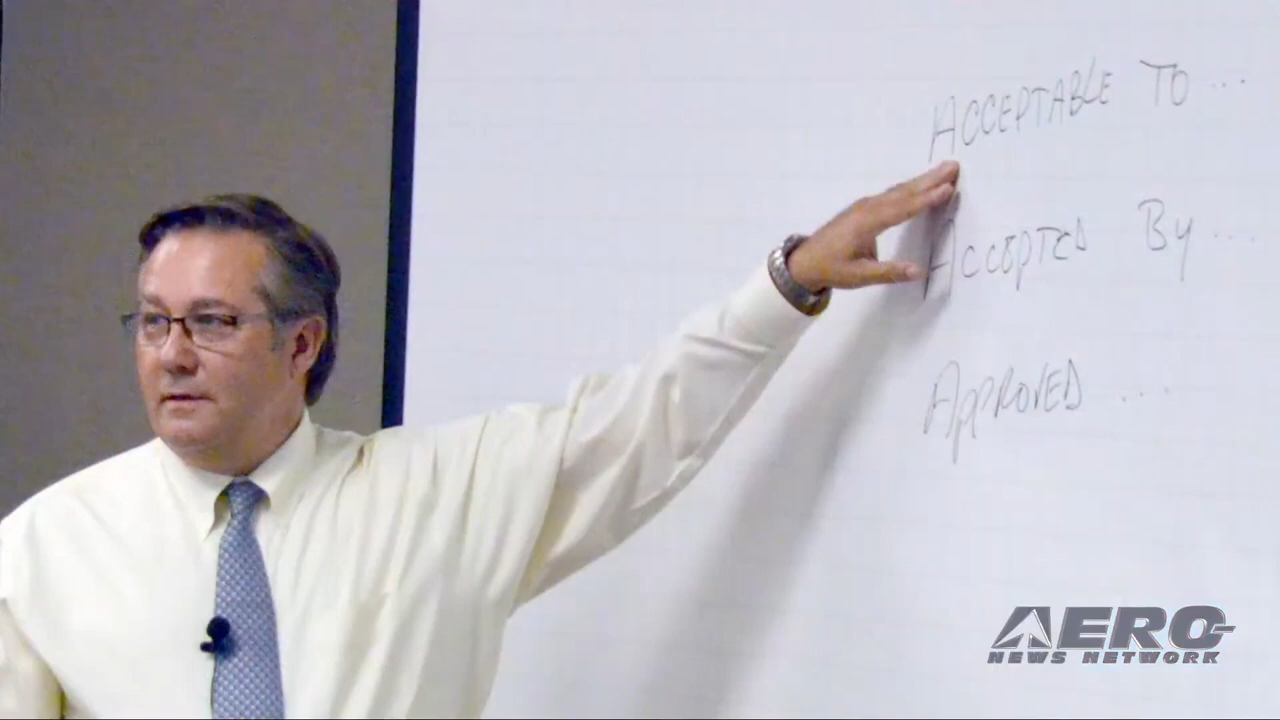 ACCEPTABLE TO ...
ACCEPTED By ....
APPROVED ....
AERO
NEWS NETWORK